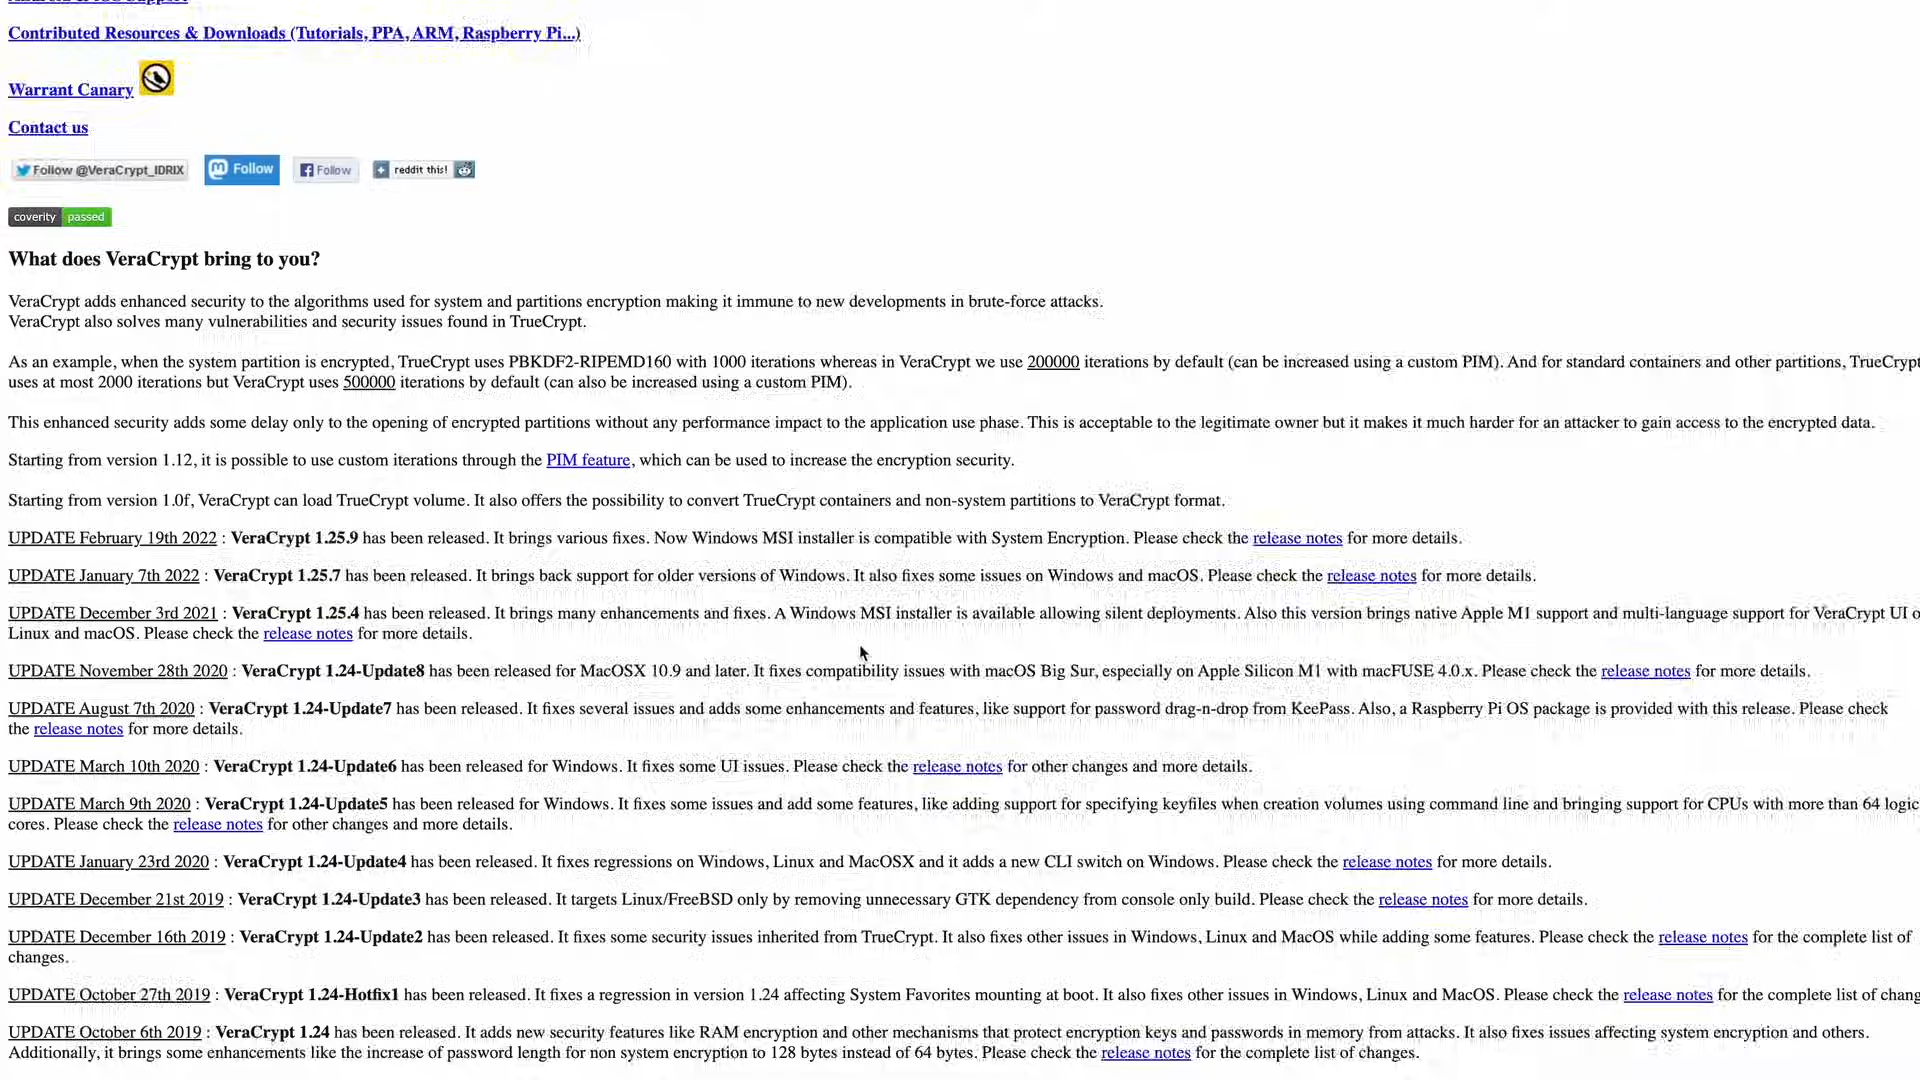 Contributed Resources & Downloads (Tutorials, PPA, ARM, Raspberry Pi...)
Warrant Canary
Contact us
Follow @VeraCrypt_IDRIX Follow Follow reddit this!
coverity passed
What does VeraCrypt bring to you?
VeraCrypt adds enhanced security to the algorithms used for system and partitions encryption making it immune to new developments in brute-force attacks.
VeraCrypt also solves many vulnerabilities and security issues found in TrueCrypt.
As an example, when the system partition is encrypted, TrueCrypt uses PBKDF2-RIPEMD160 with 1000 iterations whereas in VeraCrypt we use 200000 iterations by default (can be increased using a custom PIM). And for standard containers and other partitions, TrueCrypt
uses at most 2000 iterations but VeraCrypt uses 500000 iterations by default (can also be increased using a custom PIM).
This enhanced security adds some delay only to the opening of encrypted partitions without any performance impact to the application use phase. This is acceptable to the legitimate owner but it makes it much harder for an attacker to gain access to the encrypted data.
Starting from version 1.12, it is possible to use custom iterations through the PIM feature, which can be used to increase the encryption security.
Starting from version 1.0f, VeraCrypt can load TrueCrypt volume. It also offers the possibility to convert TrueCrypt containers and non-system partitions to VeraCrypt format.
UPDATE February 19th 2022 : VeraCrypt 1.25.9 has been released. It brings various fixes. Now Windows MSI installer is compatible with System Encryption. Please check the release notes for more details.
UPDATE January 7th 2022 : VeraCrypt 1.25.7 has been released. It brings back support for older versions of Windows. It also fixes some issues on Windows and macOS. Please check the release notes for more details.
UPDATE December 3rd 2021 : VeraCrypt 1.25.4 has been released. It brings many enhancements and fixes. A Windows MSI installer is available allowing silent deployments. Also this version brings native Apple M1 support and multi-language support for VeraCrypt UI o
Linux and macOS. Please check the release notes for more details.
UPDATE November 28th 2020 : VeraCrypt 1.24-Update8 has been released for MacOSX 10.9 and later. It fixes compatibility issues with macOS Big Sur, especially on Apple Silicon M1 with macFUSE 4.0.x. Please check the release notes for more details.
UPDATE August 7th 2020 : VeraCrypt 1.24-Update7 has been released. It fixes several issues and adds some enhancements and features, like support for password drag-n-drop from KeePass. Also, a Raspberry Pi OS package is provided with this release. Please check
the release notes for more details.
UPDATE March 10th 2020 : VeraCrypt 1.24-Update6 has been released for Windows. It fixes some UI issues. Please check the release notes for other changes and more details.
UPDATE March 9th 2020 : VeraCrypt 1.24-Update5 has been released for Windows. It fixes some issues and add some features, like adding support for specifying keyfiles when creation volumes using command line and bringing support for CPUs with more than 64 logic
cores. Please check the release notes for other changes and more details.
UPDATE January 23rd 2020 : VeraCrypt 1.24-Update4 has been released. It fixes regressions on Windows, Linux and MacOSX and it adds a new CLI switch on Windows. Please check the release notes for more details.
UPDATE December 21st 2019 : VeraCrypt 1.24-Update3 has been released. It targets Linux/FreeBSD only by removing unnecessary GTK dependency from console only build. Please check the release notes for more details.
UPDATE December 16th 2019 : VeraCrypt 1.24-Update2 has been released. It fixes some security issues inherited from TrueCrypt. It also fixes other issues in Windows, Linux and MacOS while adding some features. Please check the release notes for the complete list of
changes.
UPDATE October 27th 2019 : VeraCrypt 1.24-Hotfix1 has been released. It fixes a regression in version 1.24 affecting System Favorites mounting at boot. It also fixes other issues in Windows, Linux and MacOS. Please check the release notes for the complete list of chang
UPDATE October 6th 2019 : VeraCrypt 1.24 has been released. It adds new security features like RAM encryption and other mechanisms that protect encryption keys and passwords in memory from attacks. It also fixes issues affecting system encryption and others.
Additionally, it brings some enhancements like the increase of password length for non system encryption to 128 bytes instead of 64 bytes. Please check the release notes for the complete list of changes.